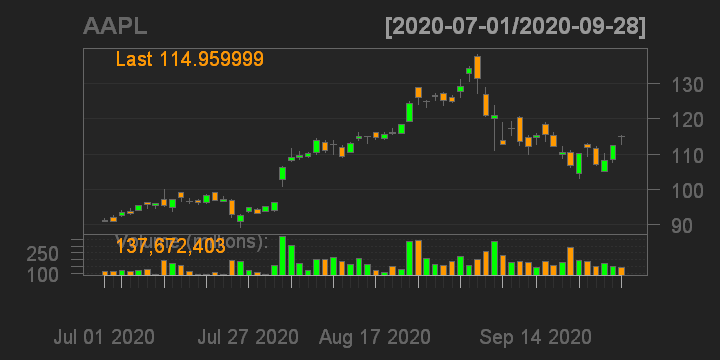 AAPL [2020-07-01/2020-09-28]
Last 114.959999
130
120
110
100
90
Volume (millions):
137,672,403
250
100
Jul 01 2020 Jul 27 2020 Aug 17 2020 Sep 14 2020